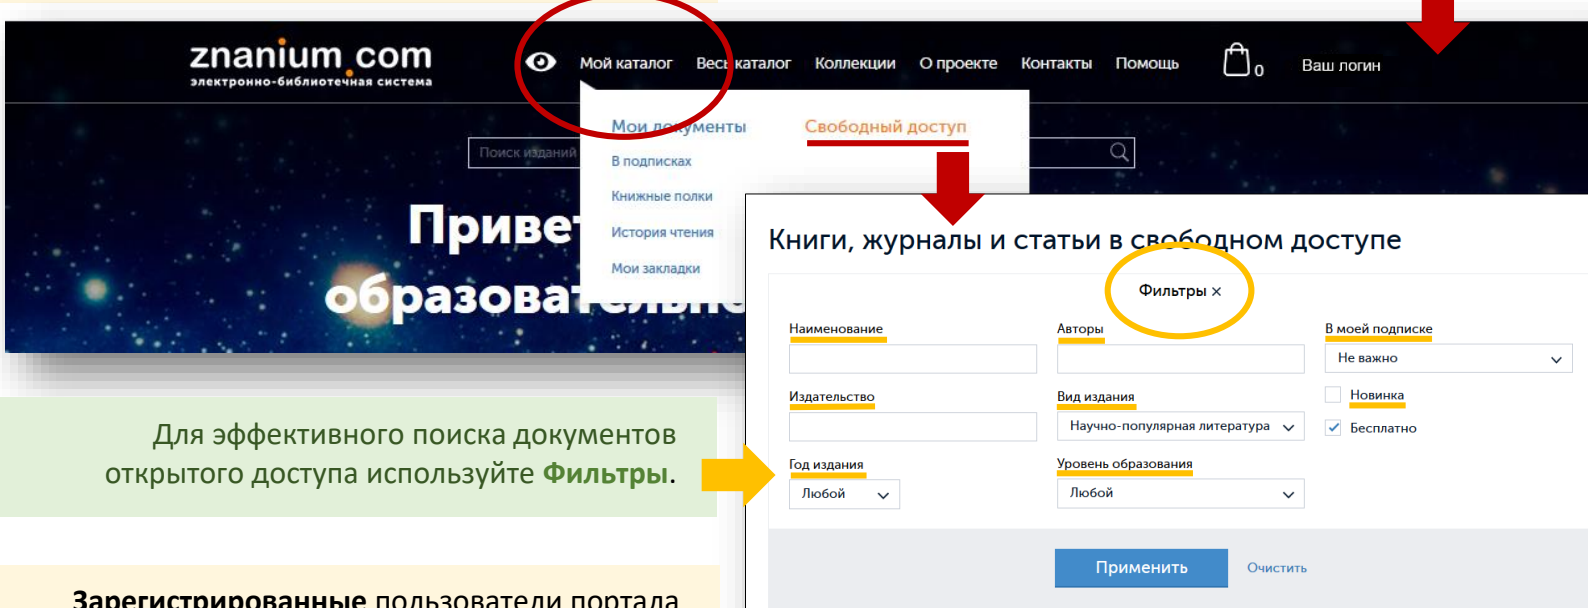 znanium.com
электронно-библиотечная система
Мой каталог Весь каталог Коллекции О проекте Контакты Помощь 0 Ваш логин
Мои документы Свободный доступ
Поиск изданий
В подписках
Книжные полки
История чтения
Мои закладки
Книги, журналы и статьи в свободном доступе
Фильтры ×
Наименование Авторы В моей подписке
Не важно
Издательство Вид издания Новинка
Научно-популярная литература Бесплатно
Год издания Уровень образования
Любой Любой
Применить Очистить
Для эффективного поиска документов
открытого доступа используйте Фильтры.
Зарегистрированные пользователи портала